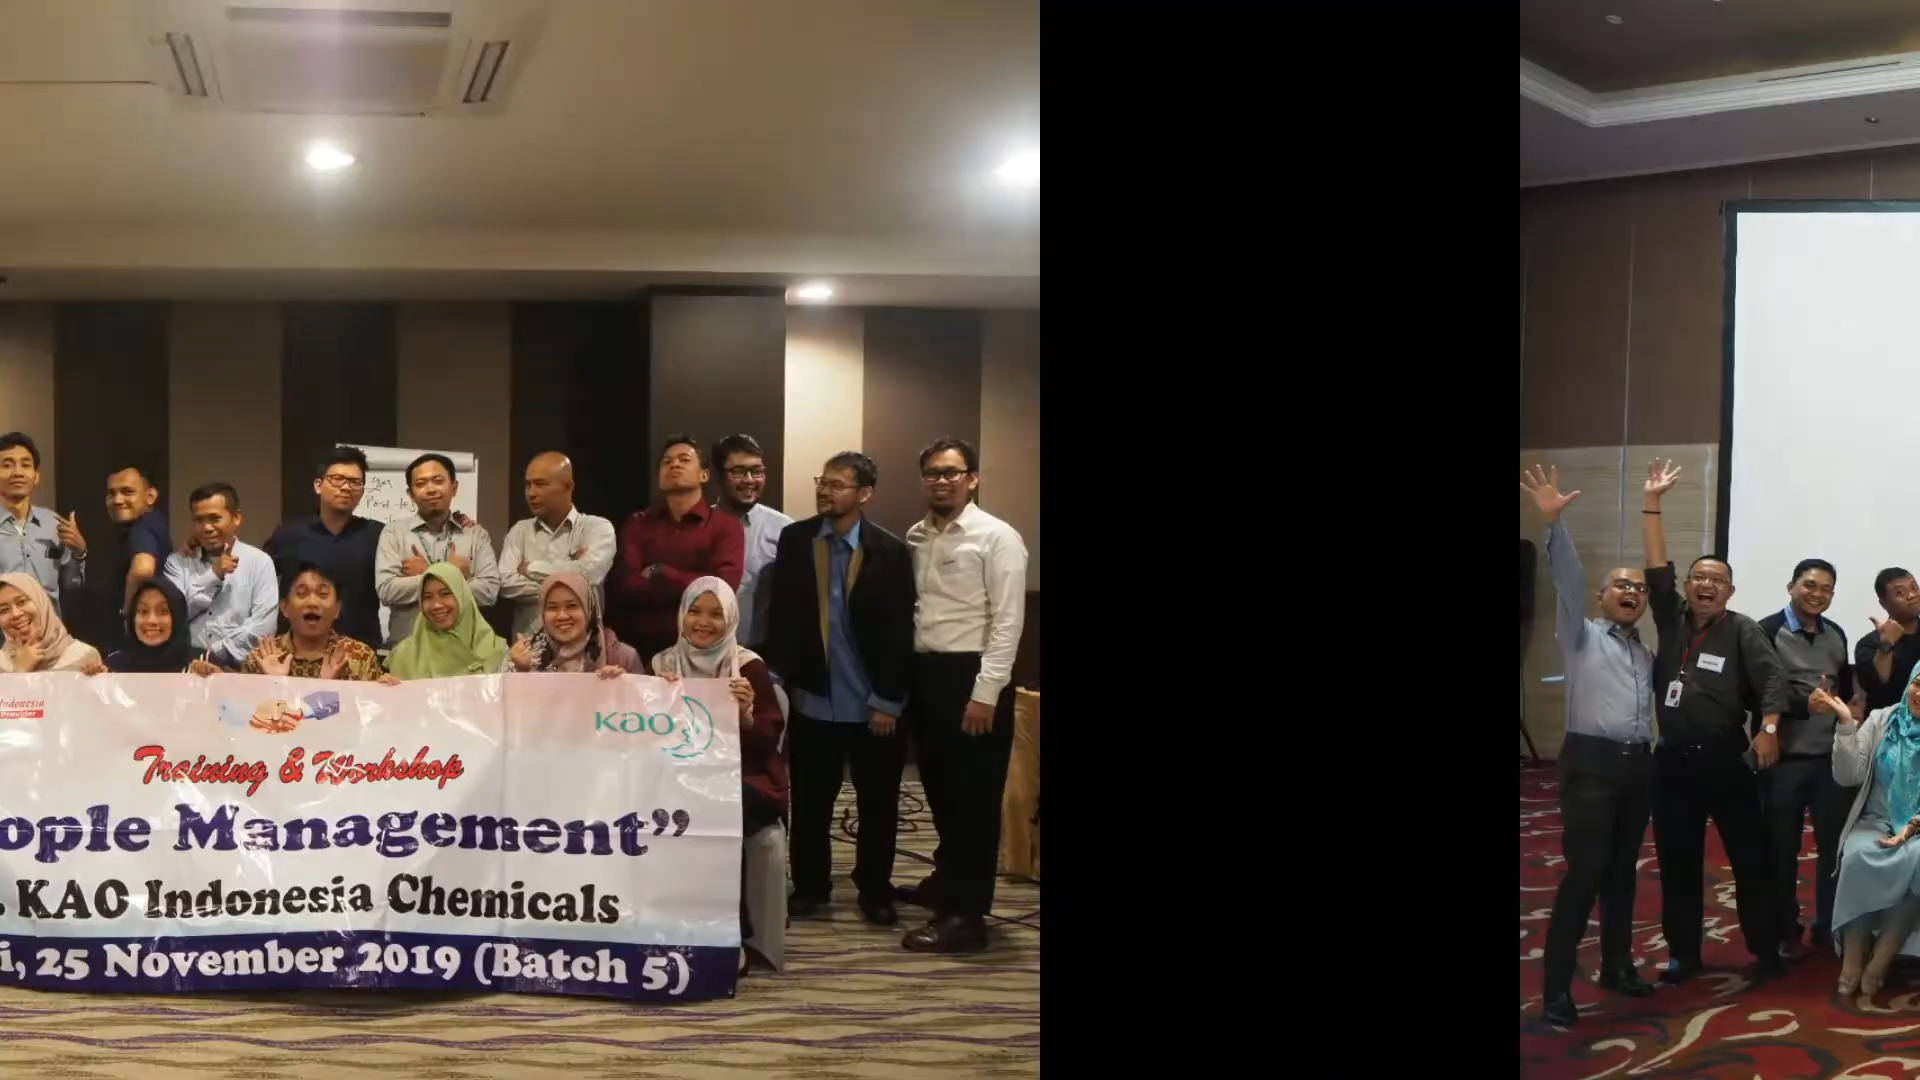 Indonesia
Provider
KAO
Training & Workshop
ople Management”
. KAO Indonesia Chemicals
i, 25 November 2019 (Batch 5)